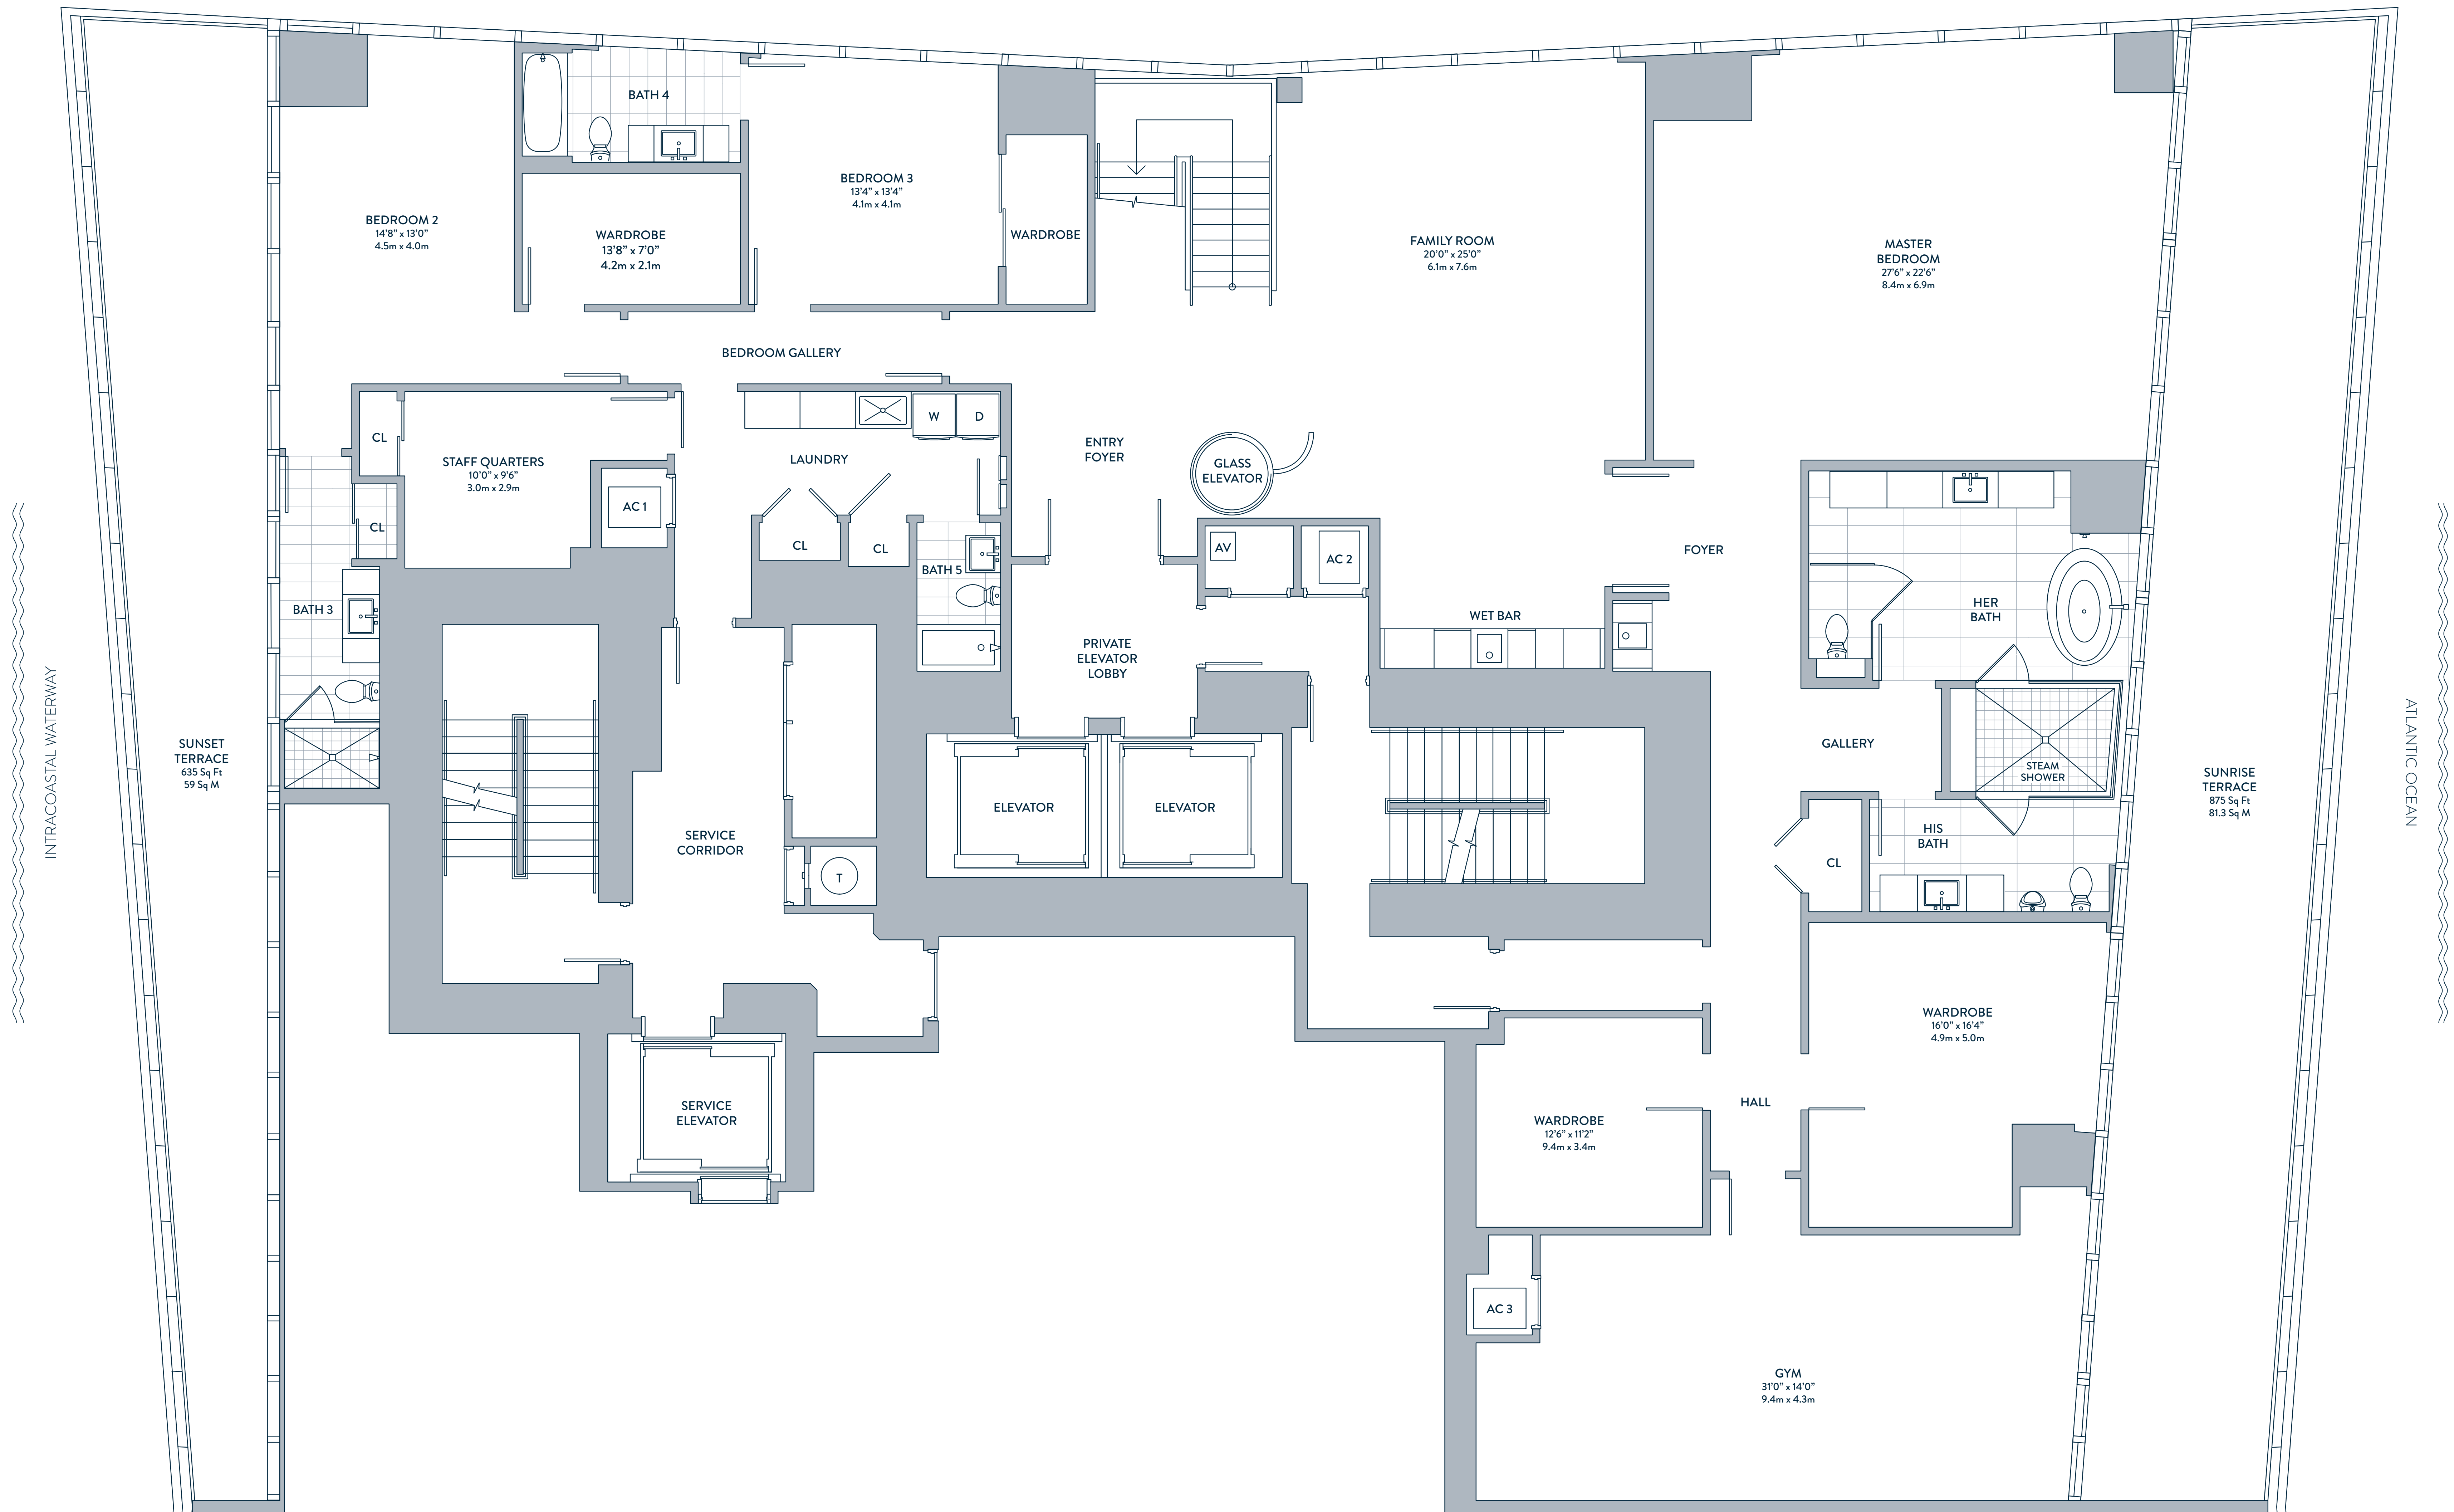 BATH 4
BEDROOM 3
13'4" x 13'4"
4.1m x 4.1m
BEDROOM 2
14'8" x 13'0"
4.5m x 4.0m
WARDROBE
13'8" x 7'0"
4.2m x 2.1m
WARDROBE
FAMILY ROOM
20'0" x 25'0"
6.1m x 7.6m
MASTER
BEDROOM
27'6" x 22'6"
8.4m x 6.9m
BEDROOM GALLERY
CL
STAFF QUARTERS
10'0" x 9'6"
3.0m x 2.9m
CL
AC 1
LAUNDRY
W
D
CL
CL
BATH 5
ENTRY
FOYER
GLASS
ELEVATOR
AV
AC 2
FOYER
WET BAR
BATH 3
PRIVATE
ELEVATOR
LOBBY
HER
BATH
INTRACOASTAL WATERWAY
SUNSET
TERRACE
635 Sq Ft
59 Sq M
SERVICE
CORRIDOR
T
ELEVATOR
ELEVATOR
GALLERY
STEAM
SHOWER
HIS
BATH
CL
SUNRISE
TERRACE
875 Sq Ft
81.3 Sq M
ATLANTIC OCEAN
SERVICE
ELEVATOR
WARDROBE
16'0" x 16'4"
4.9m x 5.0m
HALL
WARDROBE
12'6" x 11'2"
9.4m x 3.4m
AC 3
GYM
31'0" x 14'0"
9.4m x 4.3m